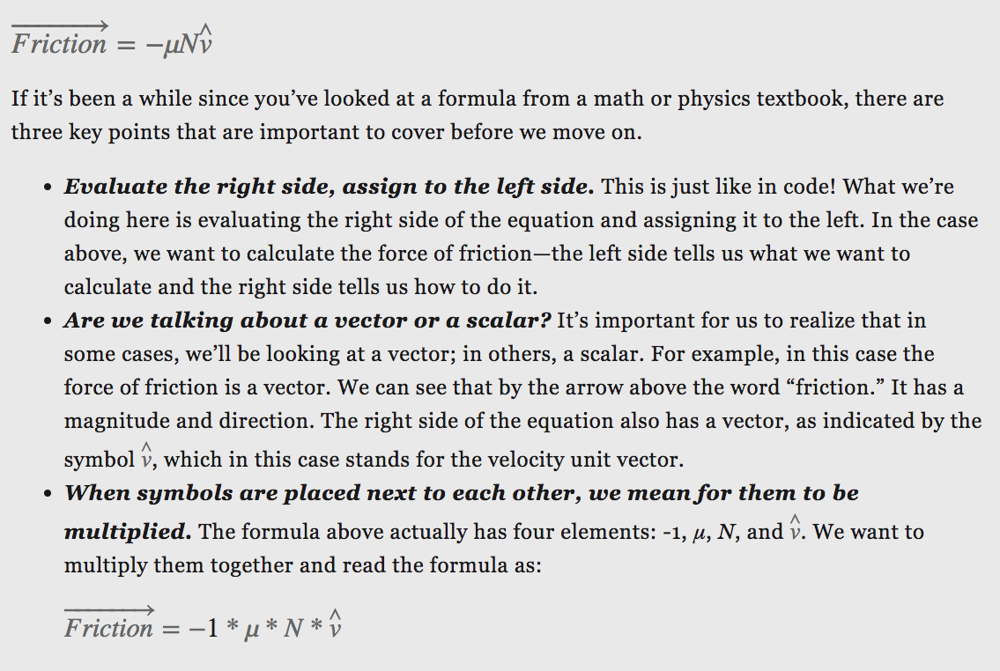 $\overrightarrow{Friction} = -\mu N \hat{v}$
If it’s been a while since you’ve looked at a formula from a math or physics textbook, there are
three key points that are important to cover before we move on.
• Evaluate the right side, assign to the left side. This is just like in code! What we’re
doing here is evaluating the right side of the equation and assigning it to the left. In the case
above, we want to calculate the force of friction—the left side tells us what we want to
calculate and the right side tells us how to do it.
• Are we talking about a vector or a scalar? It’s important for us to realize that in
some cases, we’ll be looking at a vector; in others, a scalar. For example, in this case the
force of friction is a vector. We can see that by the arrow above the word “friction.” It has a
magnitude and direction. The right side of the equation also has a vector, as indicated by the
symbol $\hat{v}$, which in this case stands for the velocity unit vector.
• When symbols are placed next to each other, we mean for them to be
multiplied. The formula above actually has four elements: -1, μ, N, and $\hat{v}$. We want to
multiply them together and read the formula as:
$\overrightarrow{Friction} = -1 * \mu * N * \hat{v}$